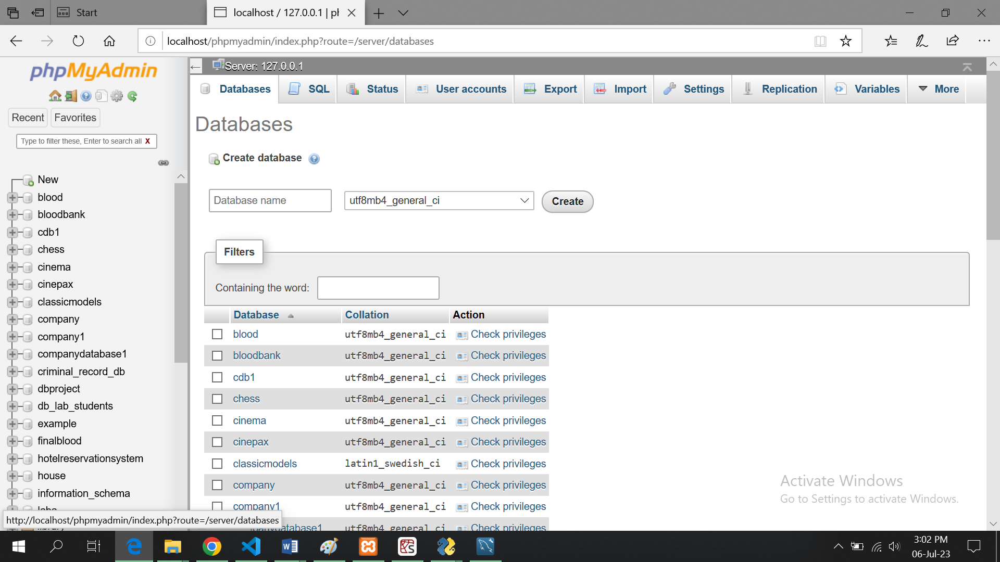 Start
localhost / 127.0.0.1 | pl
localhost/phpmyadmin/index.php?route=/server/databases
phpMyAdmin
Recent
Favorites
Type to filter these, Enter to search all X
New
blood
bloodbank
cdb1
chess
cinema
cinepax
classicmodels
company
company1
companydatabase1
criminal_record_db
dbproject
db_lab_students
example
finalblood
hotelreservationsystem
house
information_schema
http://localhost/phpmyadmin/index.php?route=/server/databases
Server: 127.0.0.1
Databases
SQL
Status
User accounts
Export
Import
Settings
Replication
Variables
More
Databases
Create database
Database name
utf8mb4_general_ci
Create
Filters
Containing the word:
Database Collation Action
blood utf8mb4_general_ci Check privileges
bloodbank utf8mb4_general_ci Check privileges
cdb1 utf8mb4_general_ci Check privileges
chess utf8mb4_general_ci Check privileges
cinema utf8mb4_general_ci Check privileges
cinepax utf8mb4_general_ci Check privileges
classicmodels latin1_swedish_ci Check privileges
company utf8mb4_general_ci Check privileges
company1 utf8mb4_general_ci Check privileges
utf8mb4_general_ci Check privileges
Activate Windows
Go to Settings to activate Windows.
3:02 PM
06-Jul-23